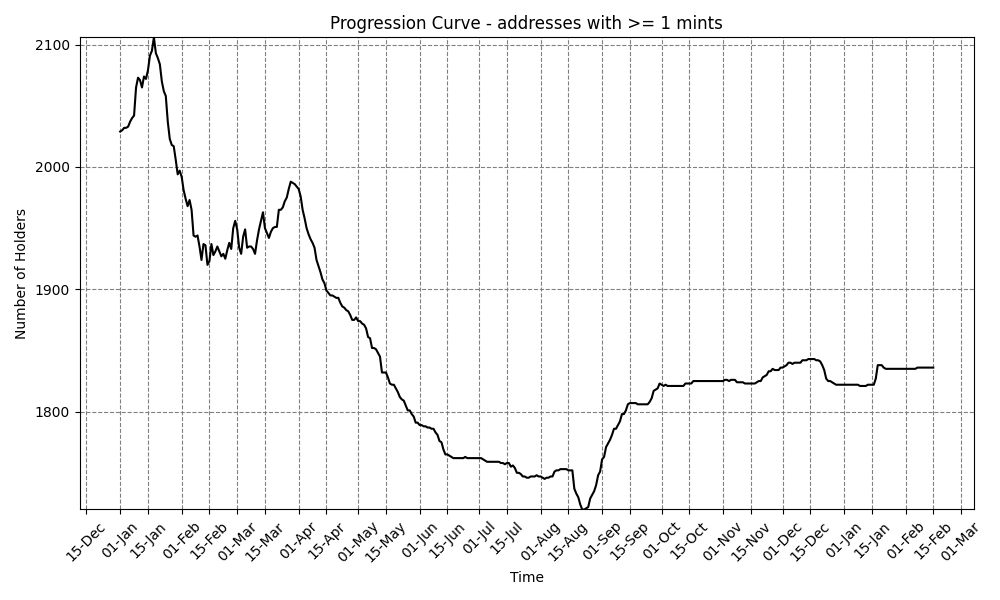 Progression Curve - addresses with >= 1 mints
Number of Holders
2100
2000
1900
1800
15-Dec
01-Jan
15-Jan
01-Feb
15-Feb
01-Mar
15-Mar
01-Apr
15-Apr
01-May
15-May
01-Jun
15-Jun
01-Jul
15-Jul
01-Aug
15-Aug
01-Sep
15-Sep
01-Oct
15-Oct
01-Nov
15-Nov
01-Dec
15-Dec
01-Jan
15-Jan
01-Feb
15-Feb
01-Mar
Time